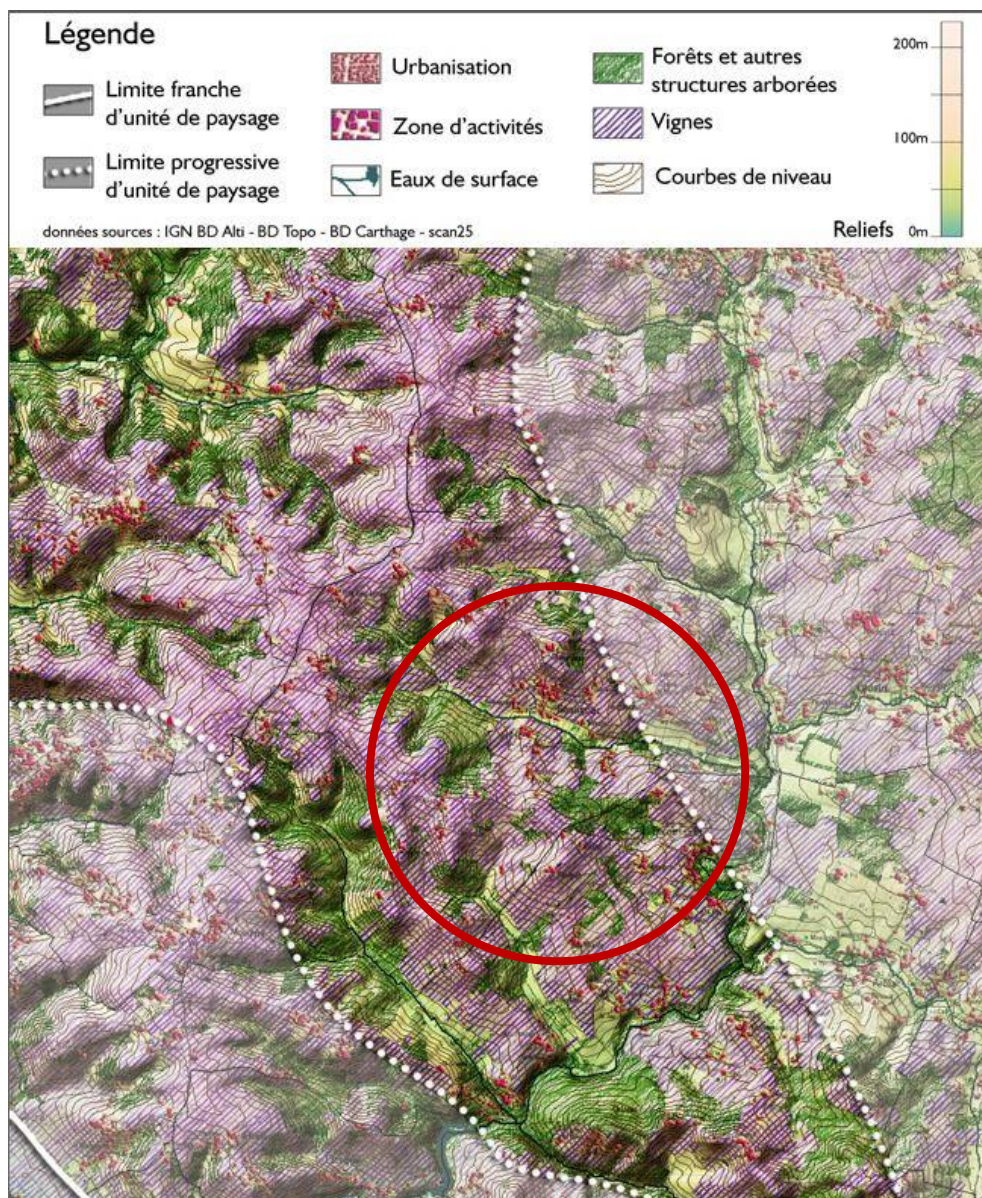 Légende
Limite franche
d'unité de paysage
Limite progressive
d'unité de paysage
Urbanisation
Zone d'activités
Eaux de surface
Forêts et autres
structures arborées
Vignes
Courbes de niveau
200m
100m
Reliefs 0m
données sources : IGN BD Alti - BD Topo - BD Carthage - scan25